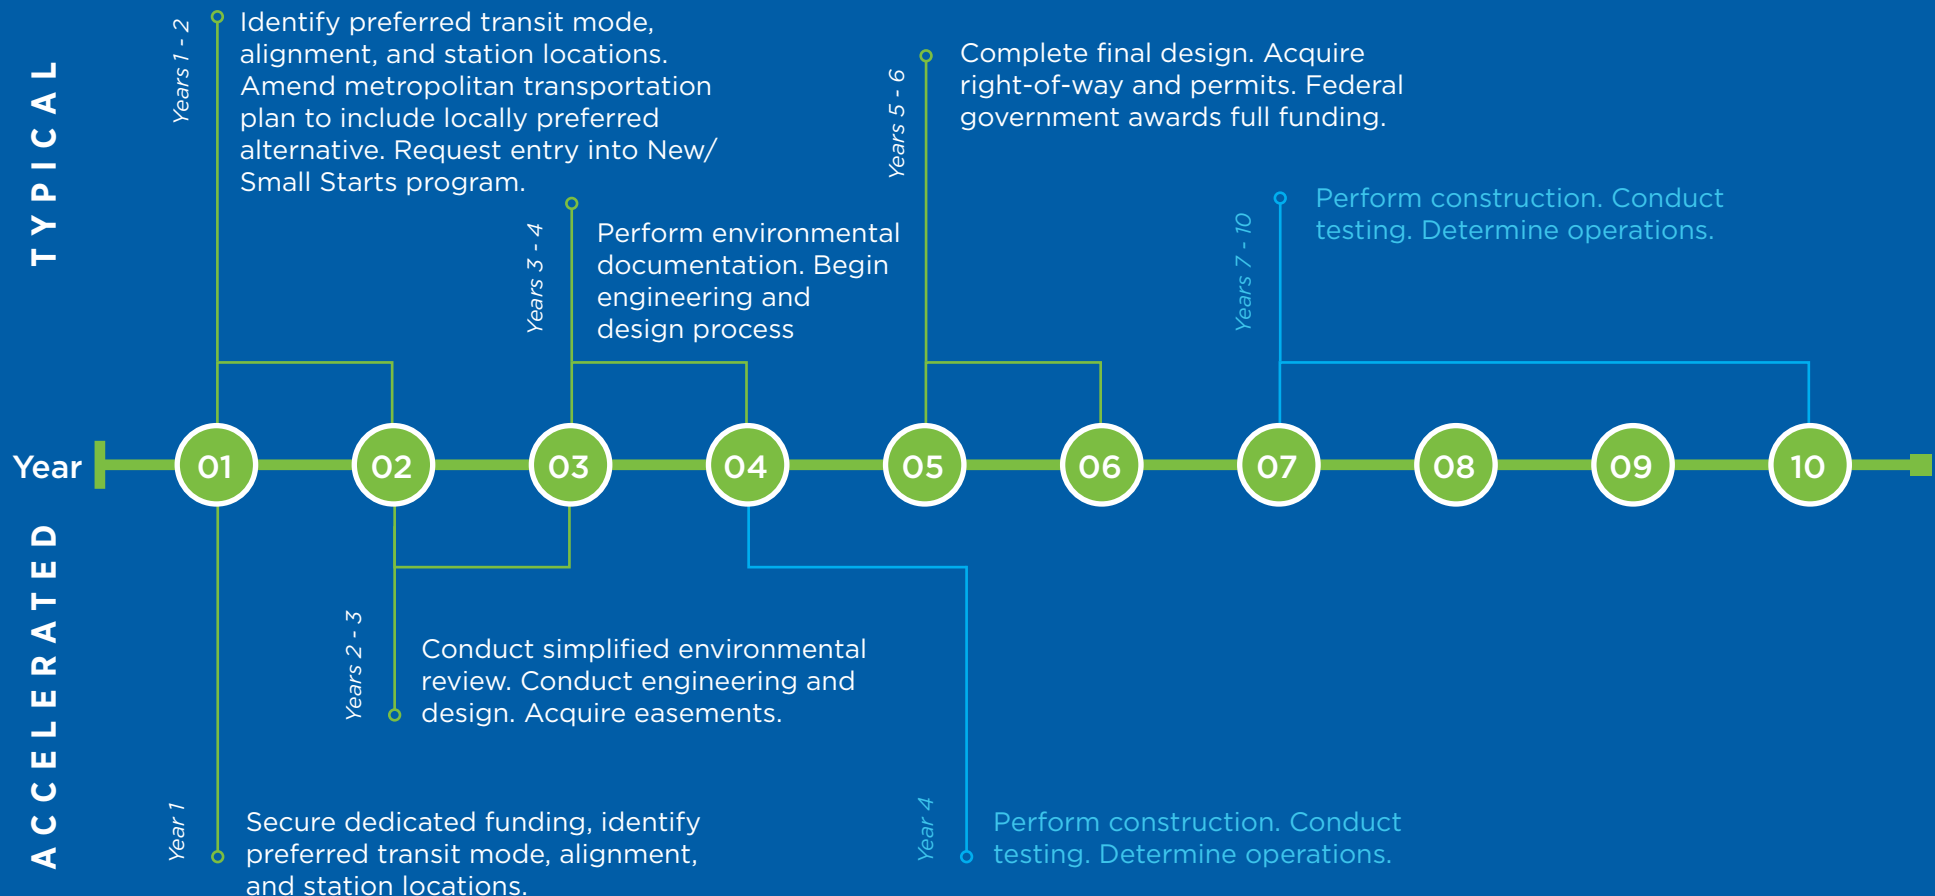 TYPICAL
Years 1 - 2
Identify preferred transit mode,
alignment, and station locations.
Amend metropolitan transportation
plan to include locally preferred
alternative. Request entry into New/
Small Starts program.
Years 3 - 4
Perform environmental
documentation. Begin
engineering and
design process
Years 5 - 6
Complete final design. Acquire
right-of-way and permits. Federal
government awards full funding.
Years 7 - 10
Perform construction. Conduct
testing. Determine operations.
Year
01
02
03
04
05
06
07
08
09
10
ACCELERATED
Year 1
Secure dedicated funding, identify
preferred transit mode, alignment,
and station locations.
Years 2 - 3
Conduct simplified environmental
review. Conduct engineering and
design. Acquire easements.
Year 4
Perform construction. Conduct
testing. Determine operations.